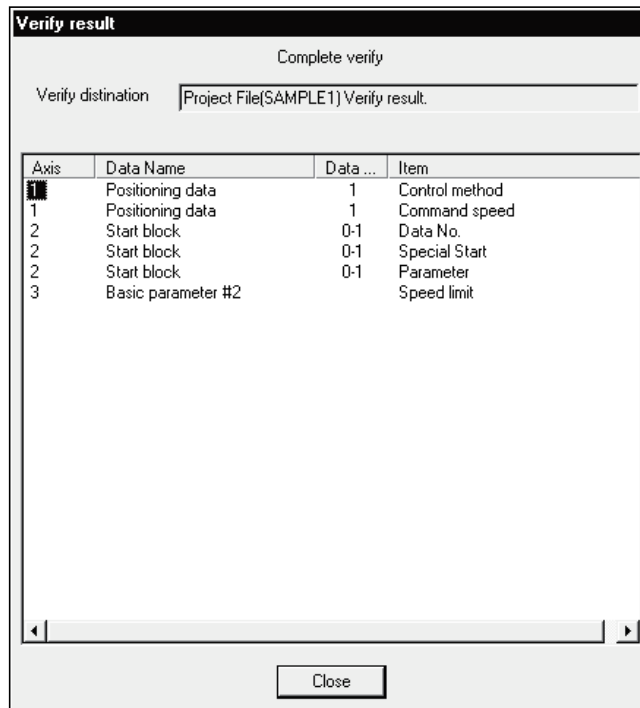 Verify result
Complete verify
Verify distination Project File(SAMPLE1) Verify result.
Axis Data Name Data ... Item
1 Positioning data 1 Control method
1 Positioning data 1 Command speed
2 Start block 0-1 Data No.
2 Start block 0-1 Special Start
2 Start block 0-1 Parameter
3 Basic parameter #2 Speed limit
Close